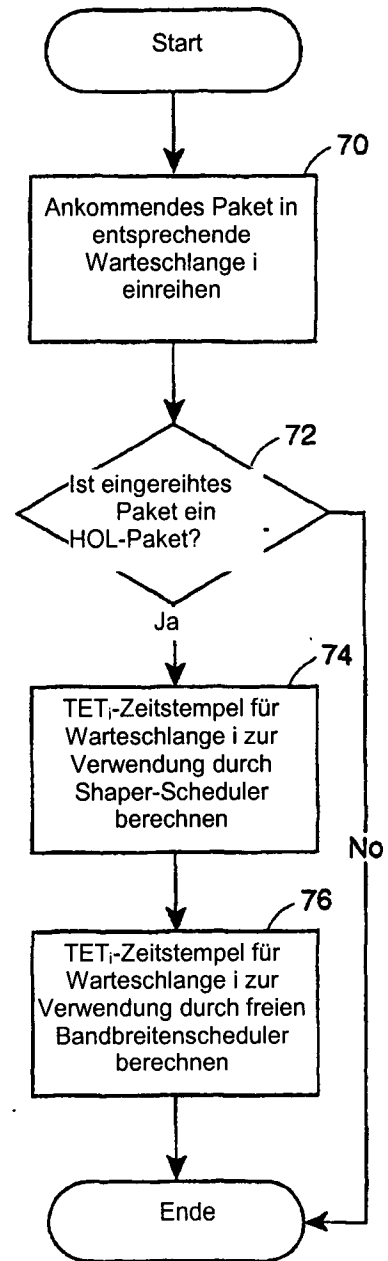 Start
70
Ankommendes Paket in
entsprechende
Warteschlange i
einreihen
72
Ist eingereihtes
Paket ein
HOL-Paket?
Ja
74
TETᵢ-Zeitstempel für
Warteschlange i zur
Verwendung durch
Shaper-Scheduler
berechnen
No
76
TETᵢ-Zeitstempel für
Warteschlange i zur
Verwendung durch freien
Bandbreitenscheduler
berechnen
Ende